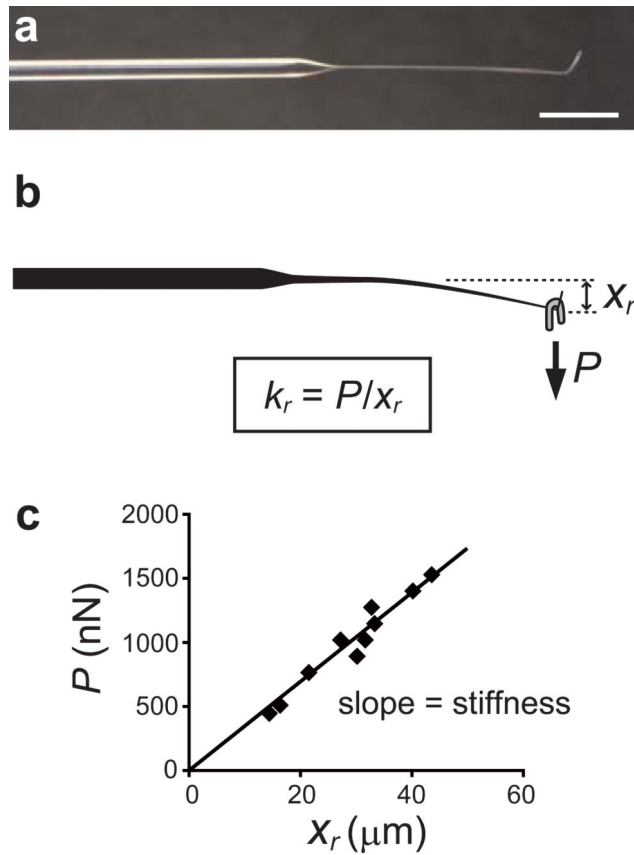 a
b
x_r
P
k_r = P/x_r
c
2000
1500
1000
500
0
P (nN)
slope = stiffness
0 20 40 60
x_r (μm)